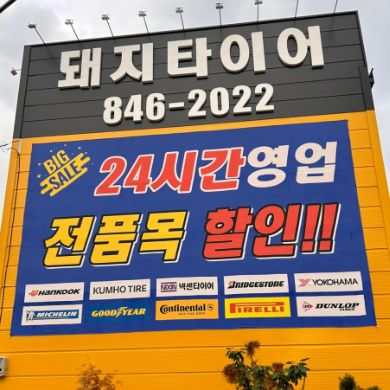 돼지타이어
846-2022
BIG SALE
24시간영업
전품목 할인!!
HANKOOK KUMHO TIRE NEXEN 넥센타이어 BRIDGESTONE YOKOHAMA
MICHELIN GOODYEAR Continental PIRELLI DUNLOP